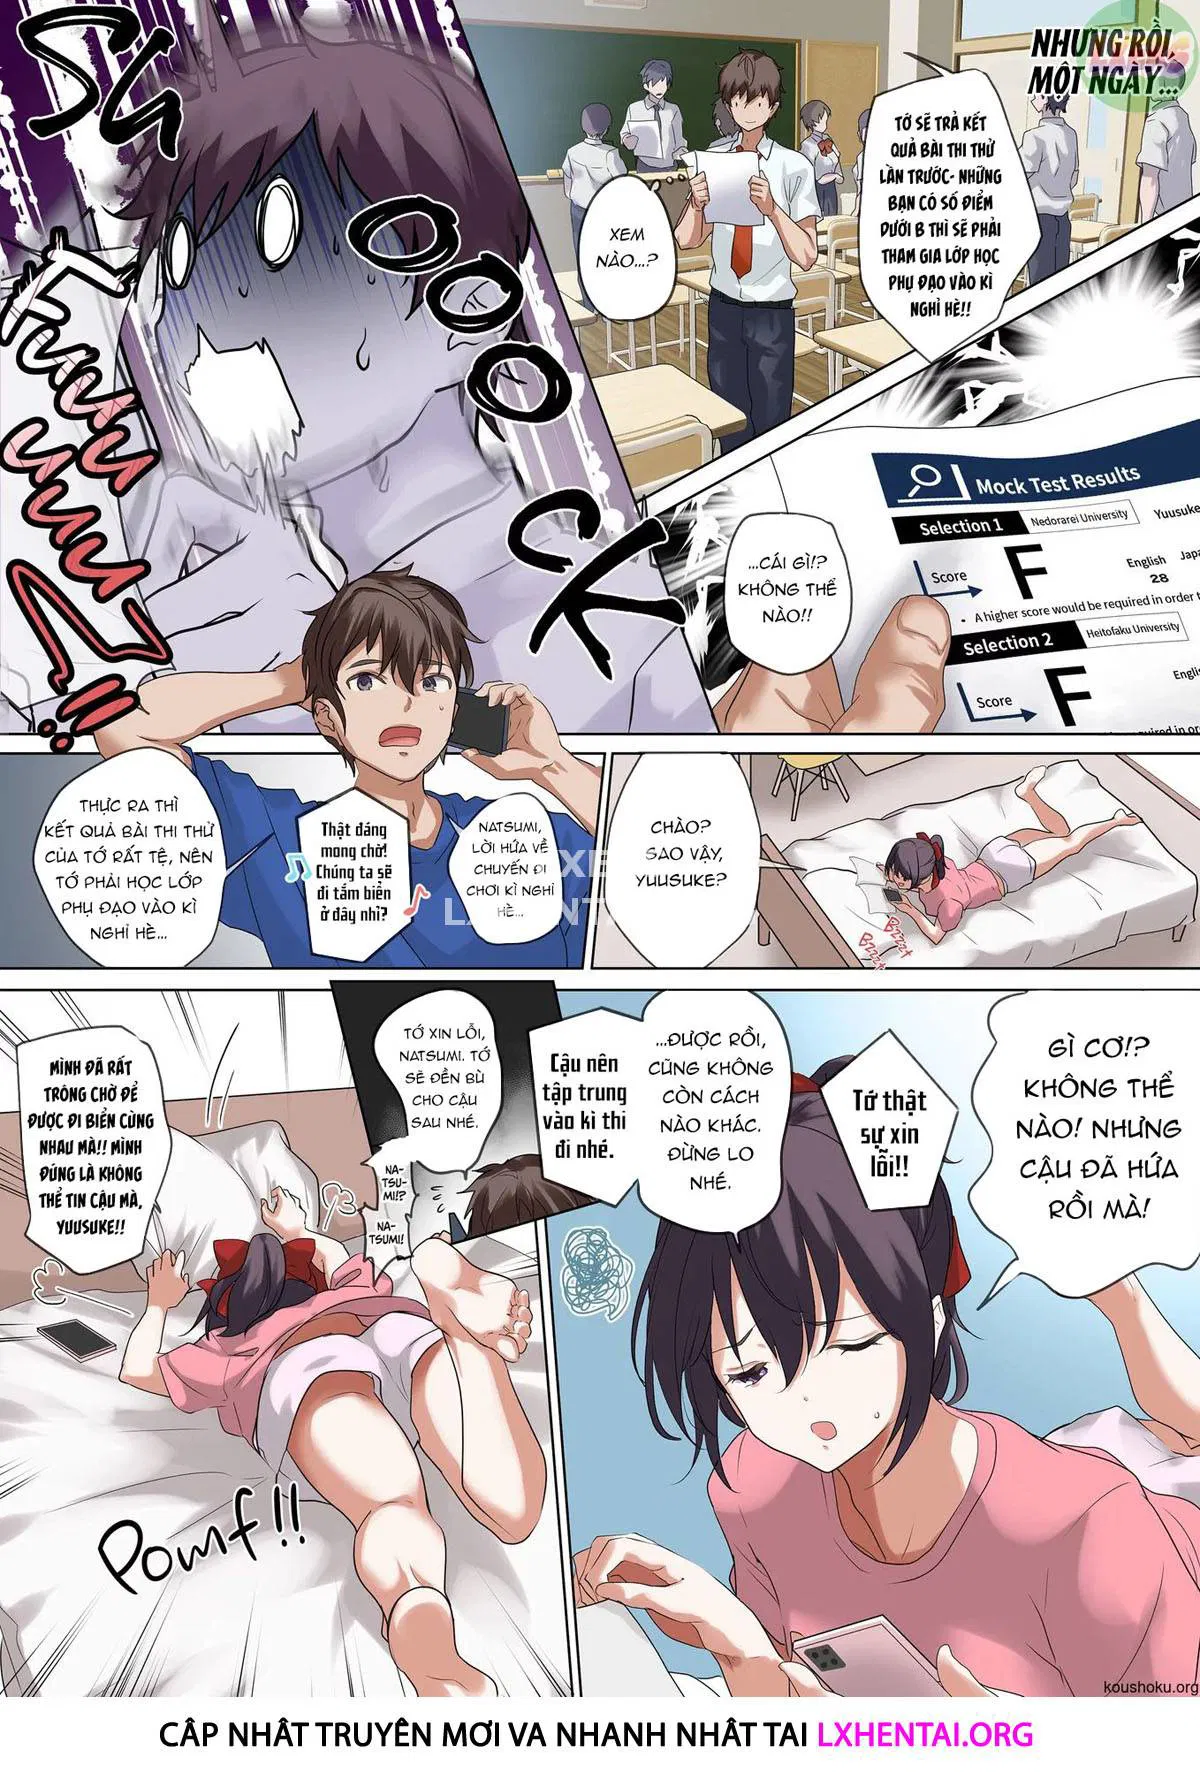 NHƯNG RỒI,
MỘT NGÀY...
TỚ SẼ TRẢ KẾT
QUẢ BÀI THI THỬ
LẦN TRƯỚC- NHỮNG
BẠN CÓ SỐ ĐIỂM
DƯỚI B THÌ SẼ PHẢI
THAM GIA LỚP HỌC
PHỤ ĐẠO VÀO KÌ
NGHỈ HÈ!!
XEM
NÀO...?
Mock Test Results
Selection 1
Nedorarei University
Yuusuke
Score
F
English
28
A higher score would be required in order t
Selection 2
Heitofaku University
Score
F
...CÁI GÌ!?
KHÔNG THỂ
NÀO!!
SHOOOCK
CHÀO?
SAO VẬY,
YUUSUKE?
Bzzzt
Bzzzt
NATSUMI,
LỜI HỨA VỀ
CHUYẾN ĐI
CHƠI KÌ NGHỈ
HÈ...
Thật đáng
mong chờ!
Chúng ta sẽ
đi tắm biển
ở đây nhỉ?
THỰC RA THÌ
KẾT QUẢ BÀI THI THỬ
CỦA TỚ RẤT TỆ, NÊN
TỚ PHẢI HỌC LỚP
PHỤ ĐẠO VÀO KÌ
NGHỈ HÈ...
GÌ CƠ!?
KHÔNG THỂ
NÀO! NHƯNG
CẬU ĐÃ HỨA
RỒI MÀ!
Tớ thật
sự xin
lỗi!!
...ĐƯỢC RỒI,
CŨNG KHÔNG
CÒN CÁCH
NÀO KHÁC.
ĐỪNG LO
NHÉ.
Cậu nên
tập trung
vào kì thi
đi nhé.
TỚ XIN LỖI,
NATSUMI. TỚ
SẼ ĐỀN BÙ
CHO CẬU
SAU NHÉ.
NA-
TSU-
MI!?
NA-
TSUMI!
MÌNH ĐÃ RẤT
TRÔNG CHỜ ĐỂ
ĐƯỢC ĐI BIỂN CÙNG
NHAU MÀ!! MÌNH
ĐÚNG LÀ KHÔNG
THỂ TIN CẬU MÀ,
YUUSUKE!!
Pomf!!
koushoku.org
CẬP NHẬT TRUYỆN MỚI VÀ NHANH NHẤT TẠI LXHENTAI.ORG